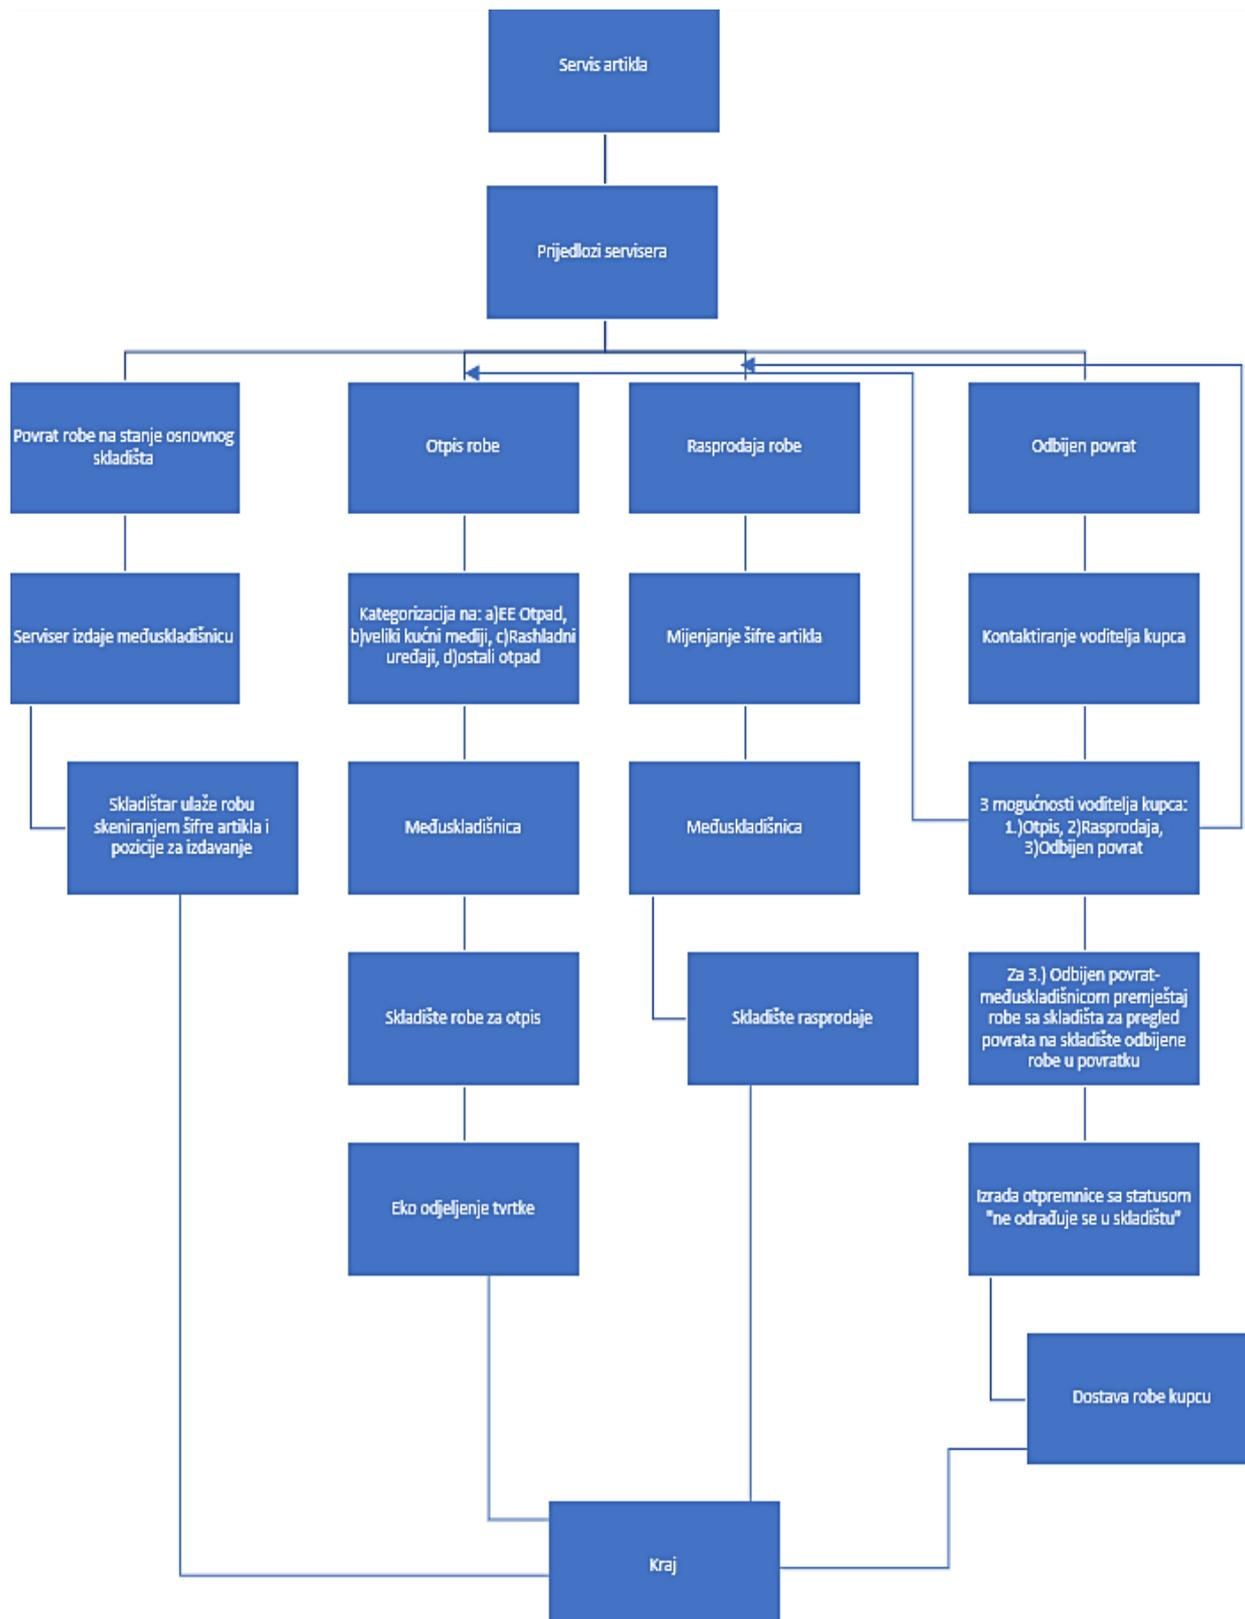 Servis artikla
Prijedlozi servisera
Povrat robe na stanje osnovnog
skladišta
Otpis robe
Rasprodaja robe
Odbijen povrat
Serviser izdaje međuskladišnicu
Kategorizacija na: a)EE Otpad,
b)veliki kućni mediji, c)Rashladni
uređaji, d)ostali otpad
Mijenjanje šifre artikla
Kontaktiranje voditelja kupca
Skladištar ulaže robu
skeniranjem šifre artikla i
pozicije za izdavanje
Međuskladišnica
Međuskladišnica
3 mogućnosti voditelja kupca:
1.)Otpis, 2)Rasprodaja,
3)Odbijen povrat
Skladište robe za otpis
Skladište rasprodaje
Za 3.) Odbijen povrat-
međuskladišnicom premještaj
robe sa skladišta za pregled
povrata na skladište odbijene
robe u povratku
Eko odjeljenje tvrtke
Izrada otpremnice sa statusom
"ne odrađuje se u skladištu"
Dostava robe kupcu
Kraj